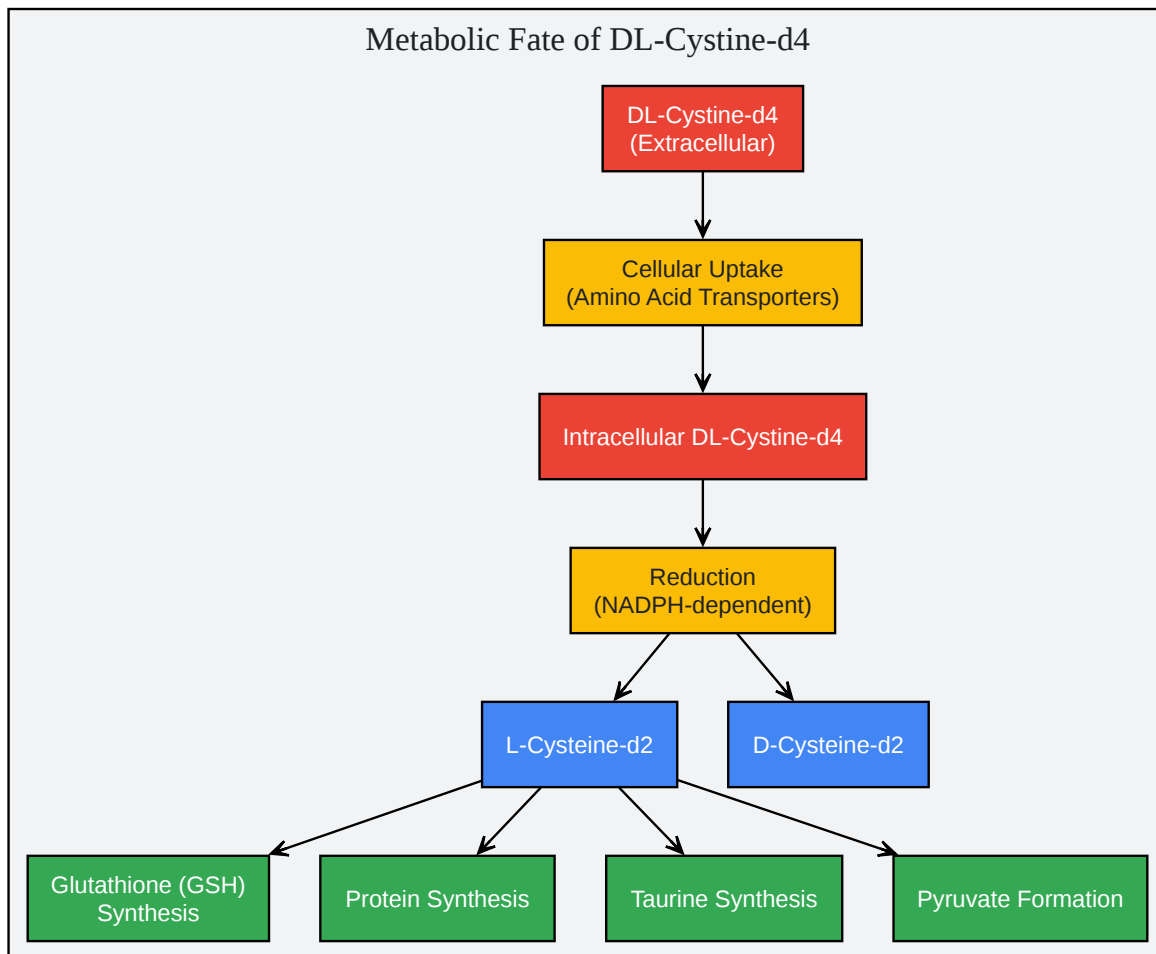 Metabolic Fate of DL-Cystine-d4
DL-Cystine-d4
(Extracellular)
Cellular Uptake
(Amino Acid Transporters)
Intracellular DL-Cystine-d4
Reduction
(NADPH-dependent)
L-Cysteine-d2
D-Cysteine-d2
Glutathione (GSH)
Synthesis
Protein Synthesis
Taurine Synthesis
Pyruvate Formation